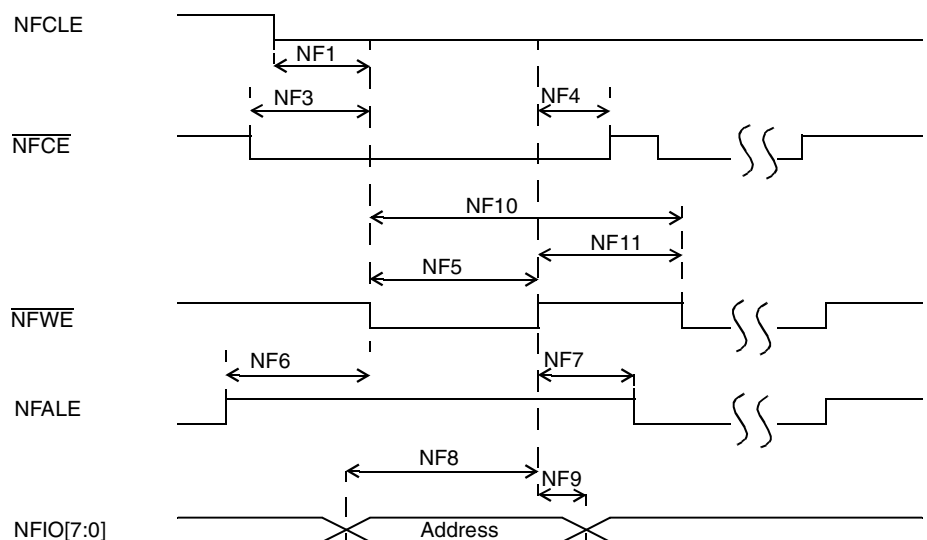 NFCLE
NF1
NF3
NF4
NFCE
NF10
NF11
NF5
NFWE
NF6
NF7
NFALE
NF8
NF9
NFIO[7:0]
Address